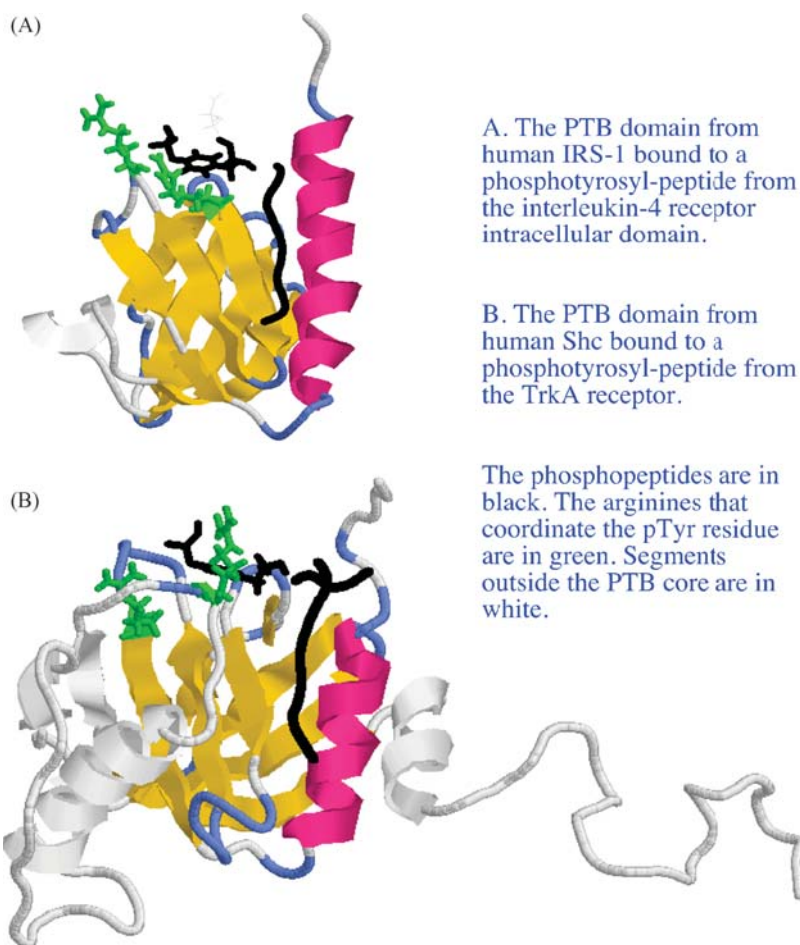 (A)
A. The PTB domain from
human IRS-1 bound to a
phosphotyrosyl-peptide from
the interleukin-4 receptor
intracellular domain.
B. The PTB domain from
human Shc bound to a
phosphotyrosyl-peptide from
the TrkA receptor.
(B)
The phosphopeptides are in
black. The arginines that
coordinate the pTyr residue
are in green. Segments
outside the PTB core are in
white.